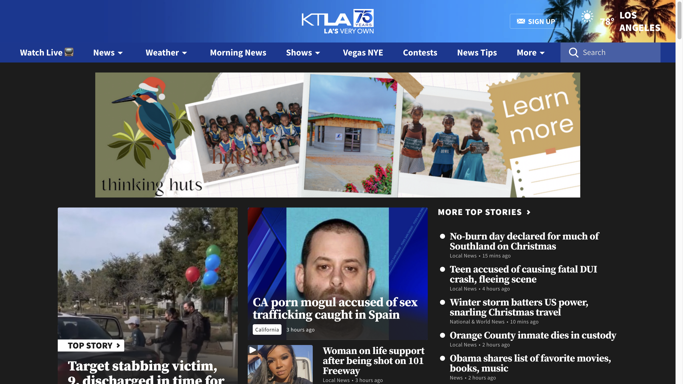 KTLA 75 YEARS
LA'S VERY OWN
SIGN UP
LOS
ANGELES
Watch Live
News
Weather
Morning News
Shows
Vegas NYE
Contests
News Tips
More
Search
thinking huts
huts
Learn
more
TOP STORY
Target stabbing victim,
9, discharged in time for
CA porn mogul accused of sex
trafficking caught in Spain
California
3 hours ago
Woman on life support
after being shot on 101
Freeway
Local News • 3 hours ago
MORE TOP STORIES
No-burn day declared for much of
Southland on Christmas
Local News • 15 mins ago
Teen accused of causing fatal DUI
crash, fleeing scene
Local News • 4 hours ago
Winter storm batters US power,
snarling Christmas travel
National & World News • 10 mins ago
Orange County inmate dies in custody
Local News • 2 hours ago
Obama shares list of favorite movies,
books, music
News • 2 hours ago